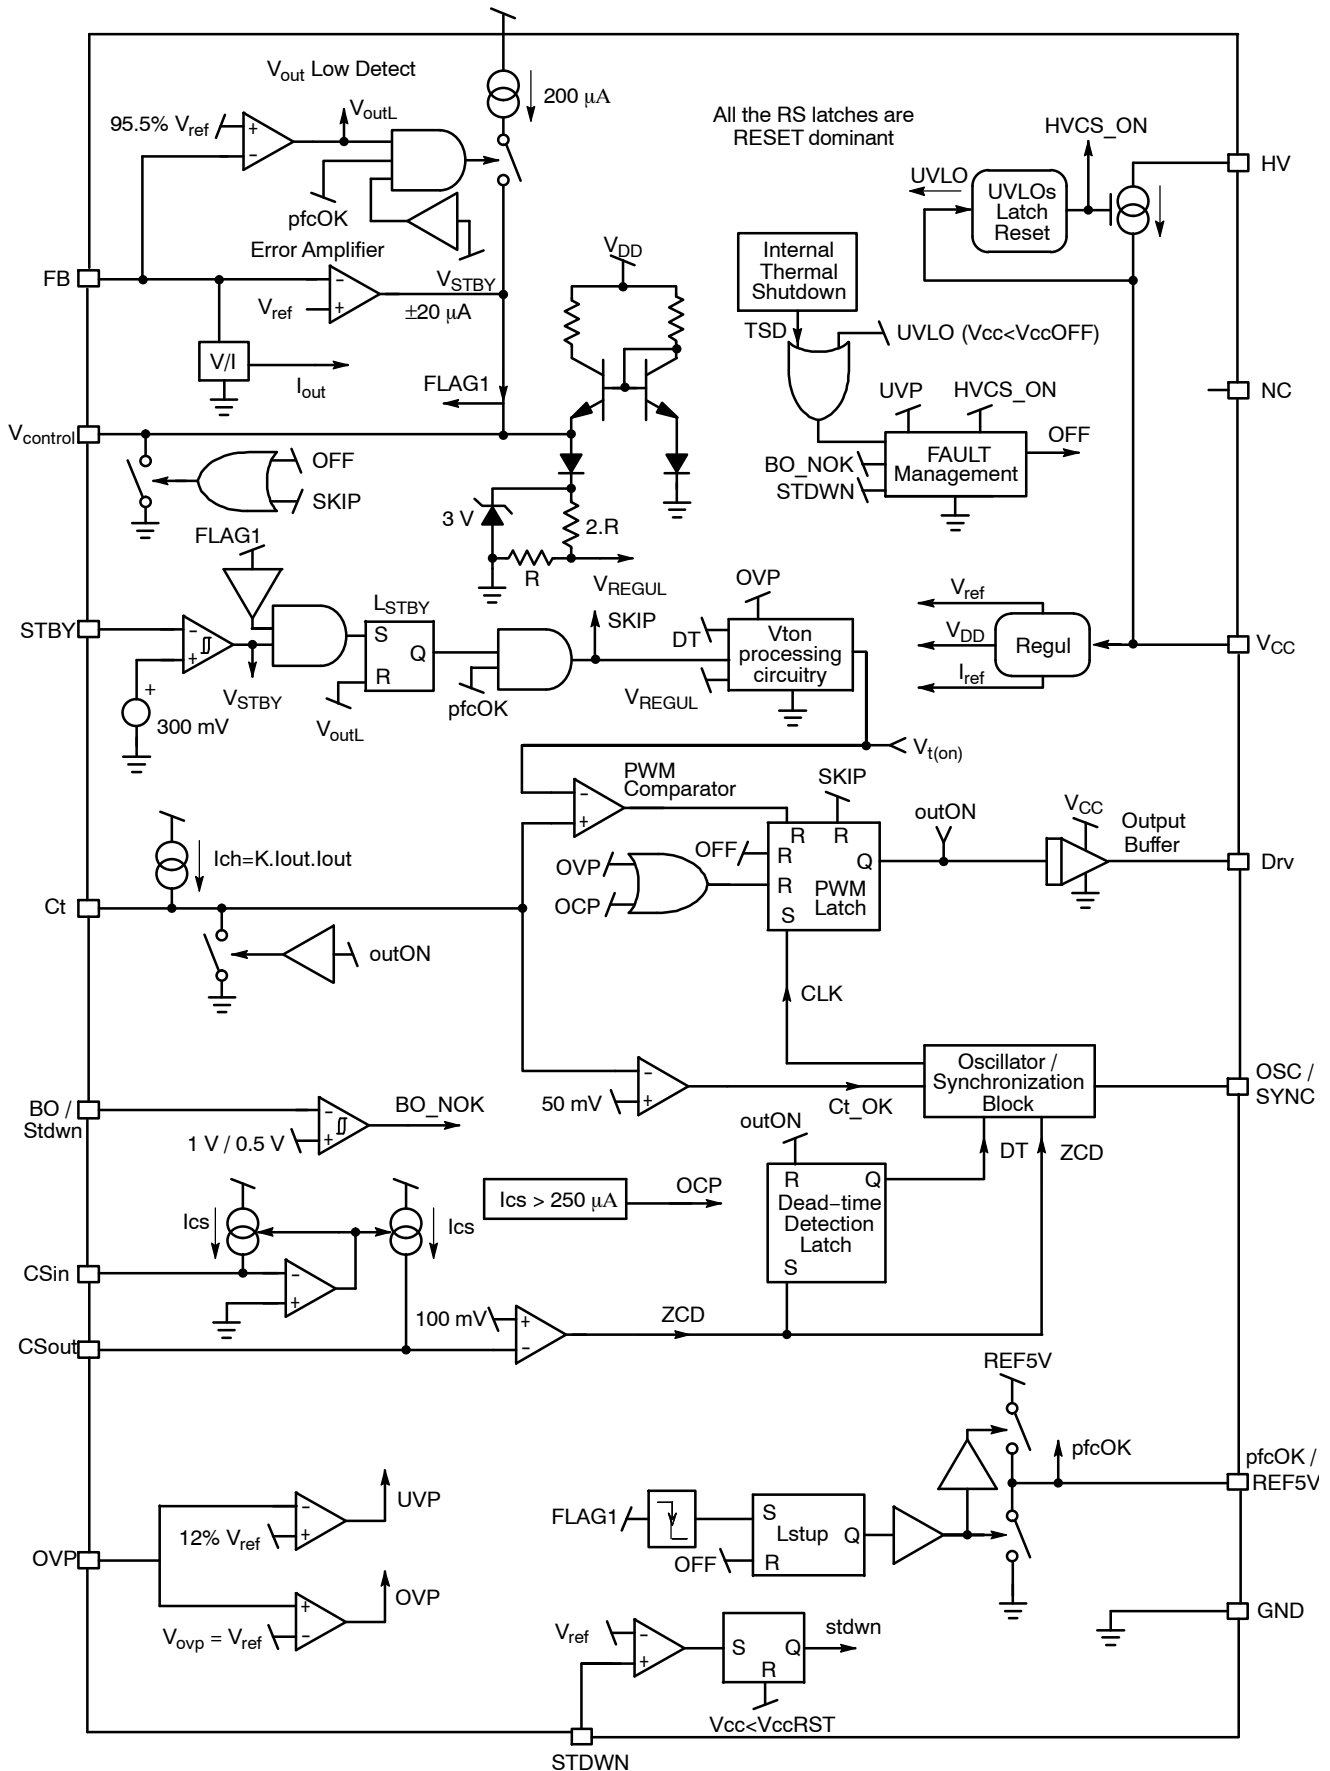 Vout Low Detect
200 μA
VoutL
95.5% Vref
+
−
pfcOK
Error Amplifier
All the RS latches are
RESET dominant
HVCS_ON
UVLO
UVLOs
Latch
Reset
HV
Internal
Thermal
Shutdown
TSD
UVLO (Vcc<VccOFF)
VDD
FB
−
+
Vref
VSTBY
±20 μA
V/I
Iout
FLAG1
NC
UVP
HVCS_ON
BO_NOK
STDWN
FAULT
Management
OFF
Vcontrol
OFF
SKIP
3 V
2.R
R
VREGUL
FLAG1
STBY
−
+
+
300 mV
VSTBY
LSTBY
S
Q
R
VoutL
pfcOK
SKIP
OVP
DT
Vton
processing
circuitry
VREGUL
Vref
VDD
Iref
Regul
VCC
Vt(on)
PWM
Comparator
−
+
SKIP
R
R
OFF
R
OVP
OCP
R
Q
PWM
Latch
S
outON
VCC
Output
Buffer
Drv
Ich=K.Iout.Iout
Ct
outON
CLK
−
+
50 mV
Ct_OK
Oscillator /
Synchronization
Block
OSC /
SYNC
BO /
Stdwn
−
+
1 V / 0.5 V
BO_NOK
outON
DT
ZCD
R
Q
Dead−time
Detection
Latch
S
Ics > 250 μA
OCP
Ics
Ics
CSin
−
+
CSout
100 mV
+
−
ZCD
REF5V
pfcOK
pfcOK /
REF5V
FLAG1
S
Lstup
Q
OFF
R
OVP
−
+
12% Vref
UVP
+
−
Vovp = Vref
OVP
GND
Vref
−
+
S
Q
R
stdwn
Vcc<VccRST
STDWN